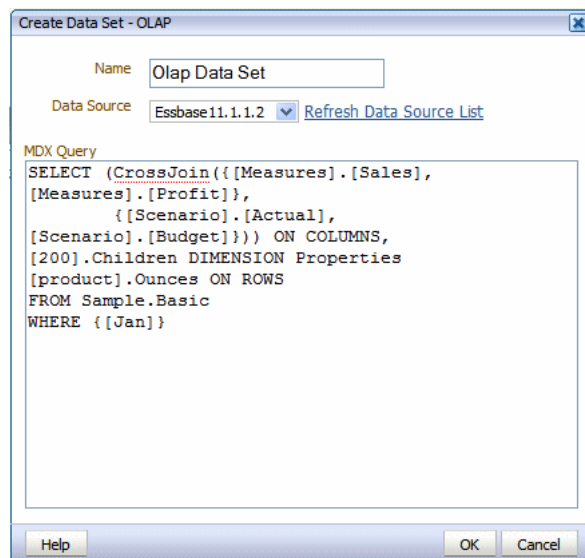 Create Data Set - OLAP
Name Olap Data Set
Data Source Essbase11.1.1.2 Refresh Data Source List
MDX Query
SELECT (CrossJoin({[Measures].[Sales],
[Measures].[Profit]},
{[Scenario].[Actual],
[Scenario].[Budget]})) ON COLUMNS,
[200].Children DIMENSION Properties
[product].Ounces ON ROWS
FROM Sample.Basic
WHERE {[Jan]}
Help OK Cancel